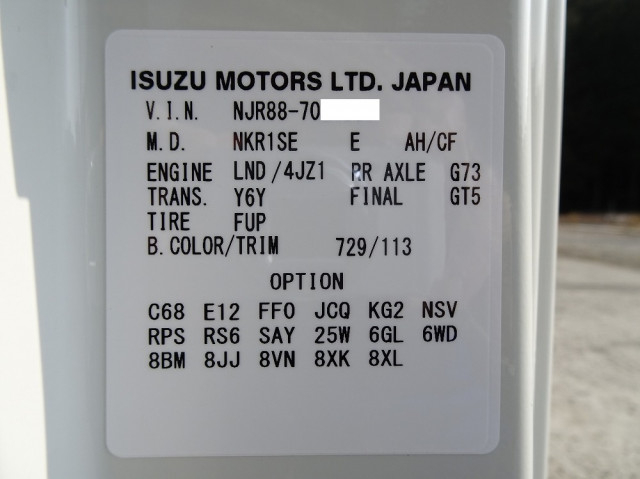 ISUZU MOTORS LTD. JAPAN
V.I.N. NJR88-70
M.D. NKR1SE E AH/CF
ENGINE LND/4JZ1 RR AXLE G73
TRANS. Y6Y FINAL GT5
TIRE FUP
B.COLOR/TRIM 729/113
OPTION
C68 E12 FF0 JCQ KG2 NSV
RPS RS6 SAY 25W 6GL 6WD
8BM 8JJ 8VN 8XK 8XL